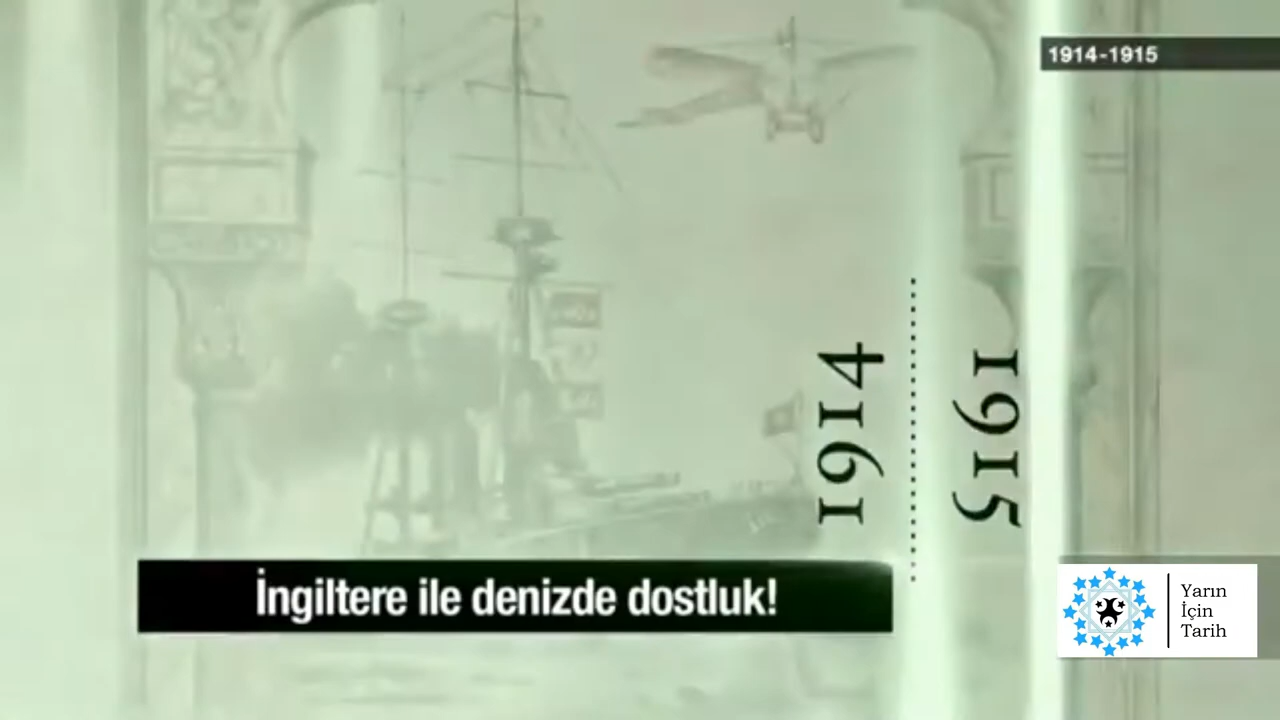 1914-1915
1914
1915
İngiltere ile denizde dostluk!
Yarın
İçin
Tarih